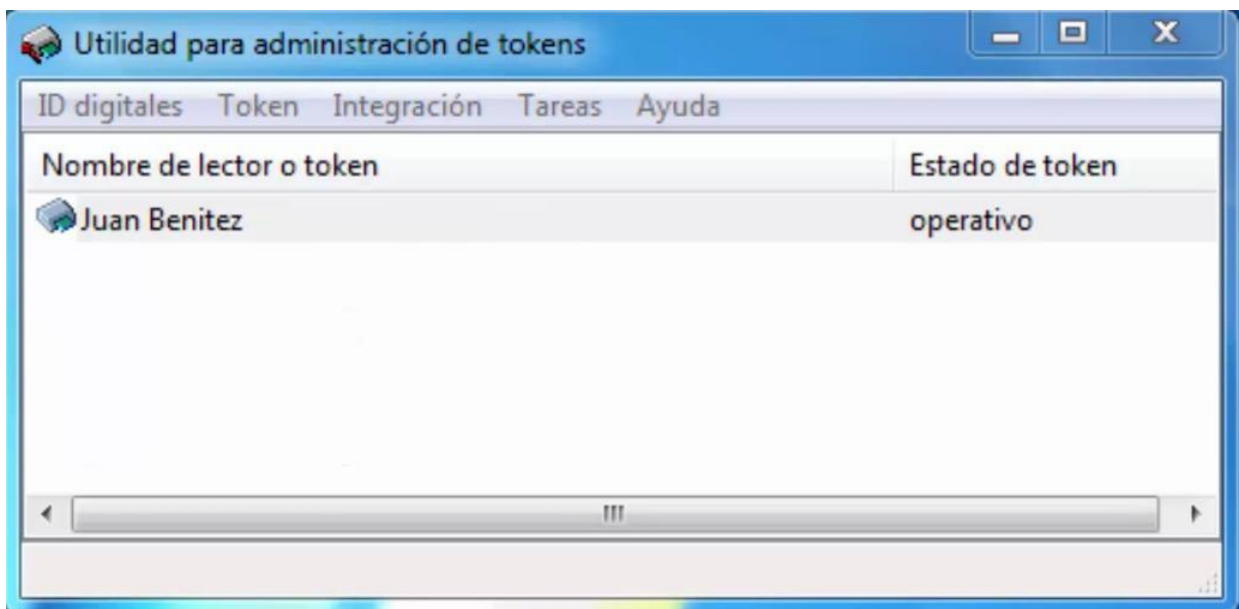 Utilidad para administración de tokens
ID digitales Token Integración Tareas Ayuda
Nombre de lector o token Estado de token
Juan Benitez operativo